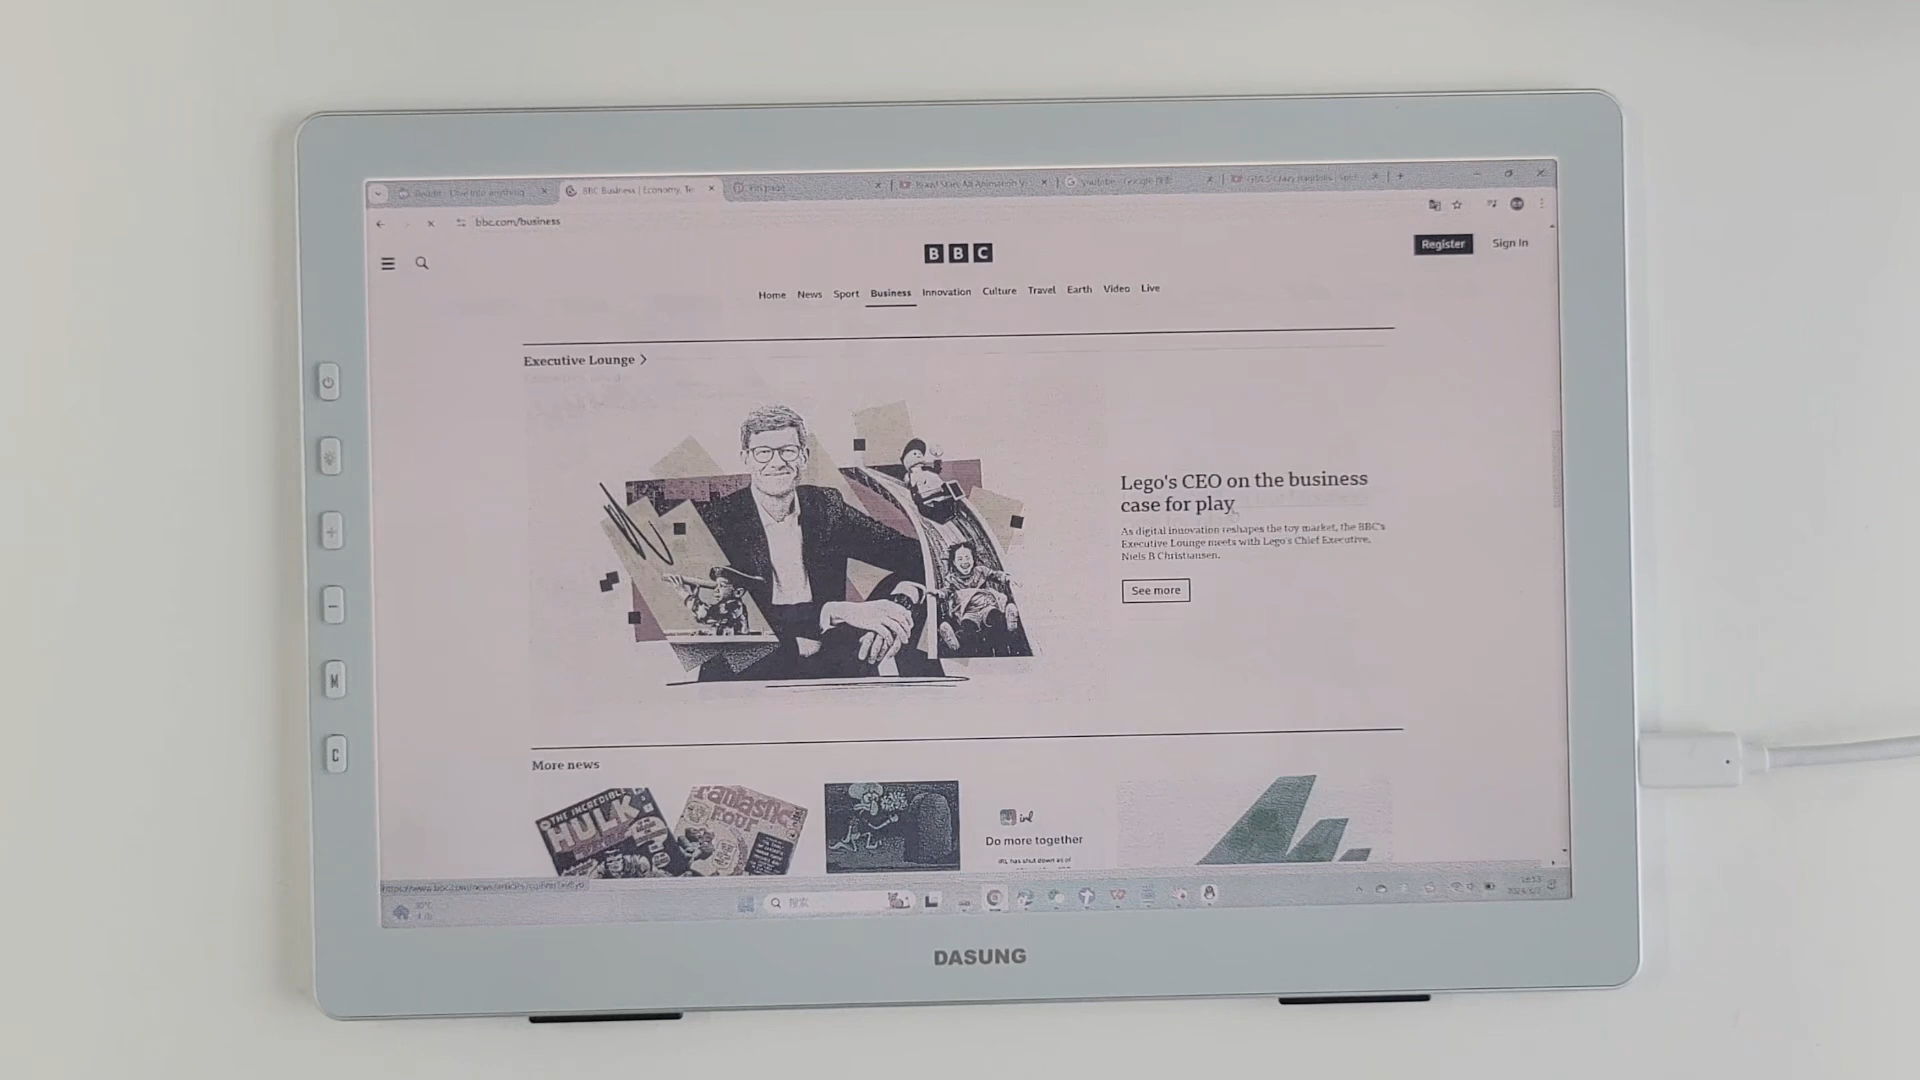 BBC Business | Economy, Te
bbc.com/business
BBC
Register
Sign In
Home News Sport Business Innovation Culture Travel Earth Video Live
Executive Lounge >
Lego's CEO on the business
case for play
As digital innovation reshapes the toy market, the BBC's
Executive Lounge meets with Lego's Chief Executive,
Niels B Christiansen.
See more
More news
THE INCREDIBLE
HULK
Fantastic
FOUR
Do more together
搜索
M
C
DASUNG